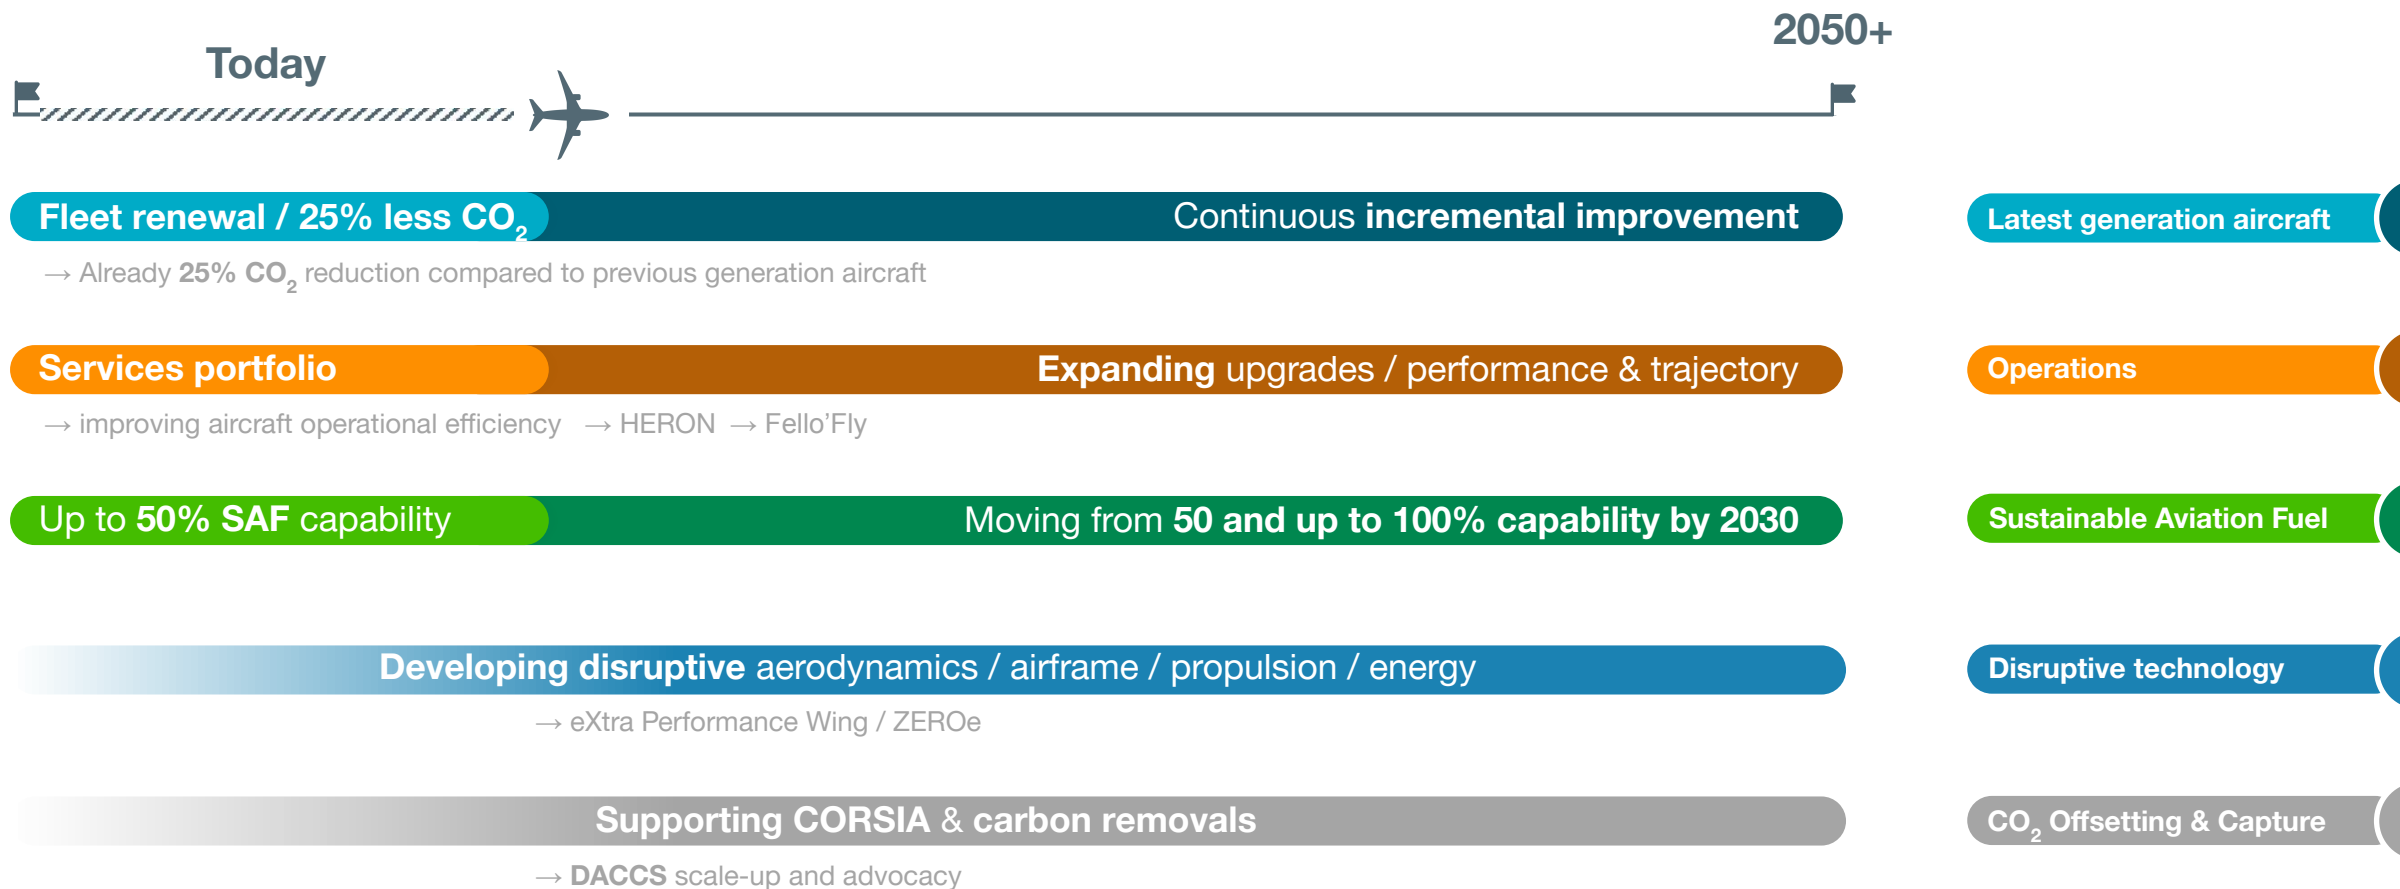 Today
2050+
Fleet renewal / 25% less CO₂
Continuous incremental improvement
Latest generation aircraft
→ Already 25% CO₂ reduction compared to previous generation aircraft
Services portfolio
Expanding upgrades / performance & trajectory
Operations
→ improving aircraft operational efficiency → HERON → Fello’Fly
Up to 50% SAF capability
Moving from 50 and up to 100% capability by 2030
Sustainable Aviation Fuel
Developing disruptive aerodynamics / airframe / propulsion / energy
Disruptive technology
→ eXtra Performance Wing / ZEROe
Supporting CORSIA & carbon removals
CO₂ Offsetting & Capture
→ DACCS scale-up and advocacy